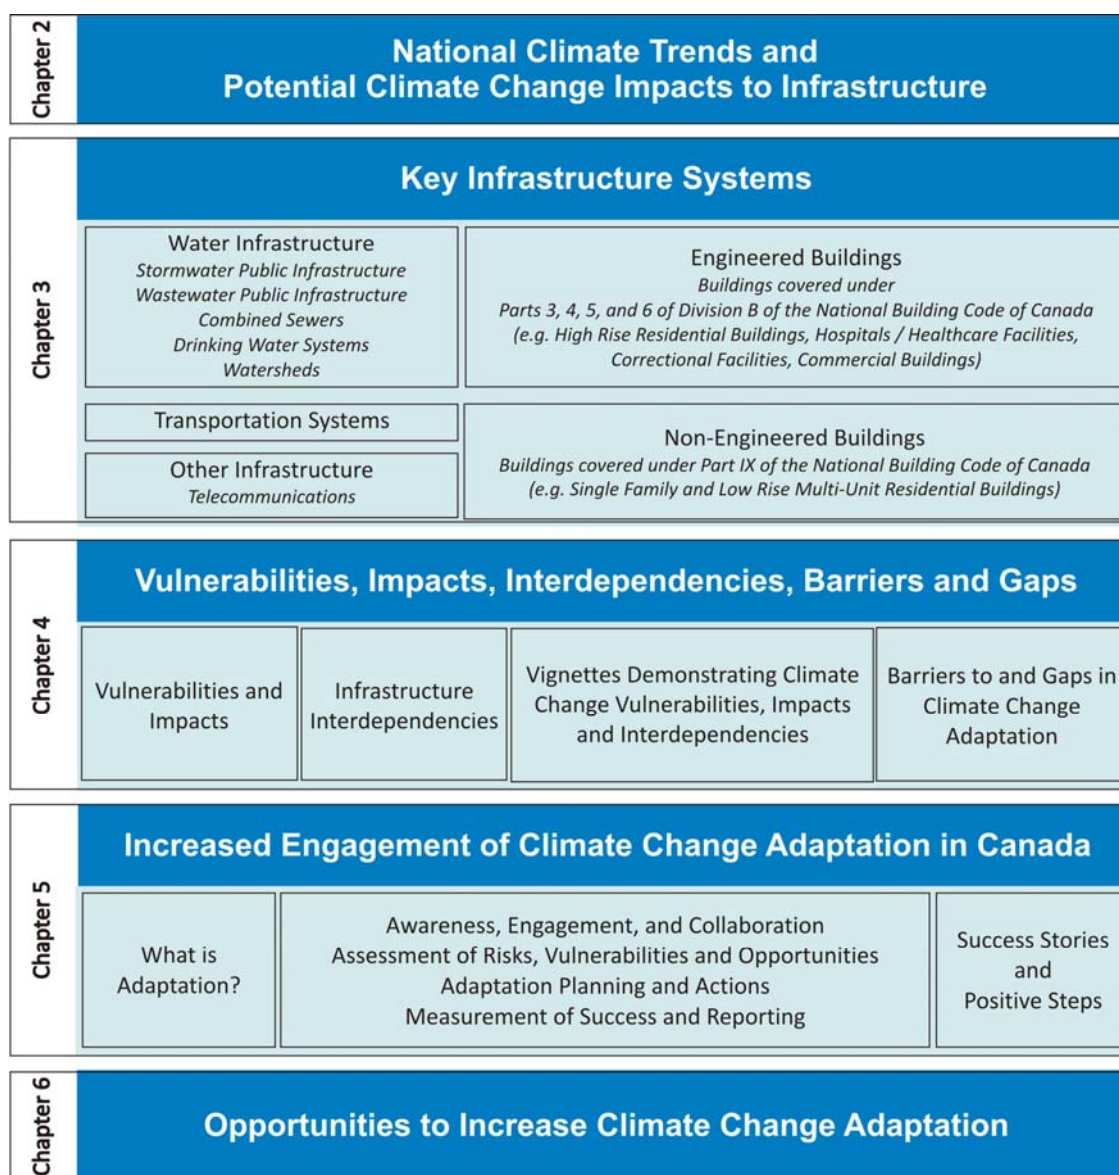 Chapter 2
National Climate Trends and
Potential Climate Change Impacts to Infrastructure
Chapter 3
Key Infrastructure Systems
Water Infrastructure
Stormwater Public Infrastructure
Wastewater Public Infrastructure
Combined Sewers
Drinking Water Systems
Watersheds
Engineered Buildings
Buildings covered under
Parts 3, 4, 5, and 6 of Division B of the National Building Code of Canada
(e.g. High Rise Residential Buildings, Hospitals / Healthcare Facilities,
Correctional Facilities, Commercial Buildings)
Transportation Systems
Other Infrastructure
Telecommunications
Non-Engineered Buildings
Buildings covered under Part IX of the National Building Code of Canada
(e.g. Single Family and Low Rise Multi-Unit Residential Buildings)
Chapter 4
Vulnerabilities, Impacts, Interdependencies, Barriers and Gaps
Vulnerabilities and
Impacts
Infrastructure
Interdependencies
Vignettes Demonstrating Climate
Change Vulnerabilities, Impacts
and Interdependencies
Barriers to and Gaps in
Climate Change
Adaptation
Chapter 5
Increased Engagement of Climate Change Adaptation in Canada
What is
Adaptation?
Awareness, Engagement, and Collaboration
Assessment of Risks, Vulnerabilities and Opportunities
Adaptation Planning and Actions
Measurement of Success and Reporting
Success Stories
and
Positive Steps
Chapter 6
Opportunities to Increase Climate Change Adaptation